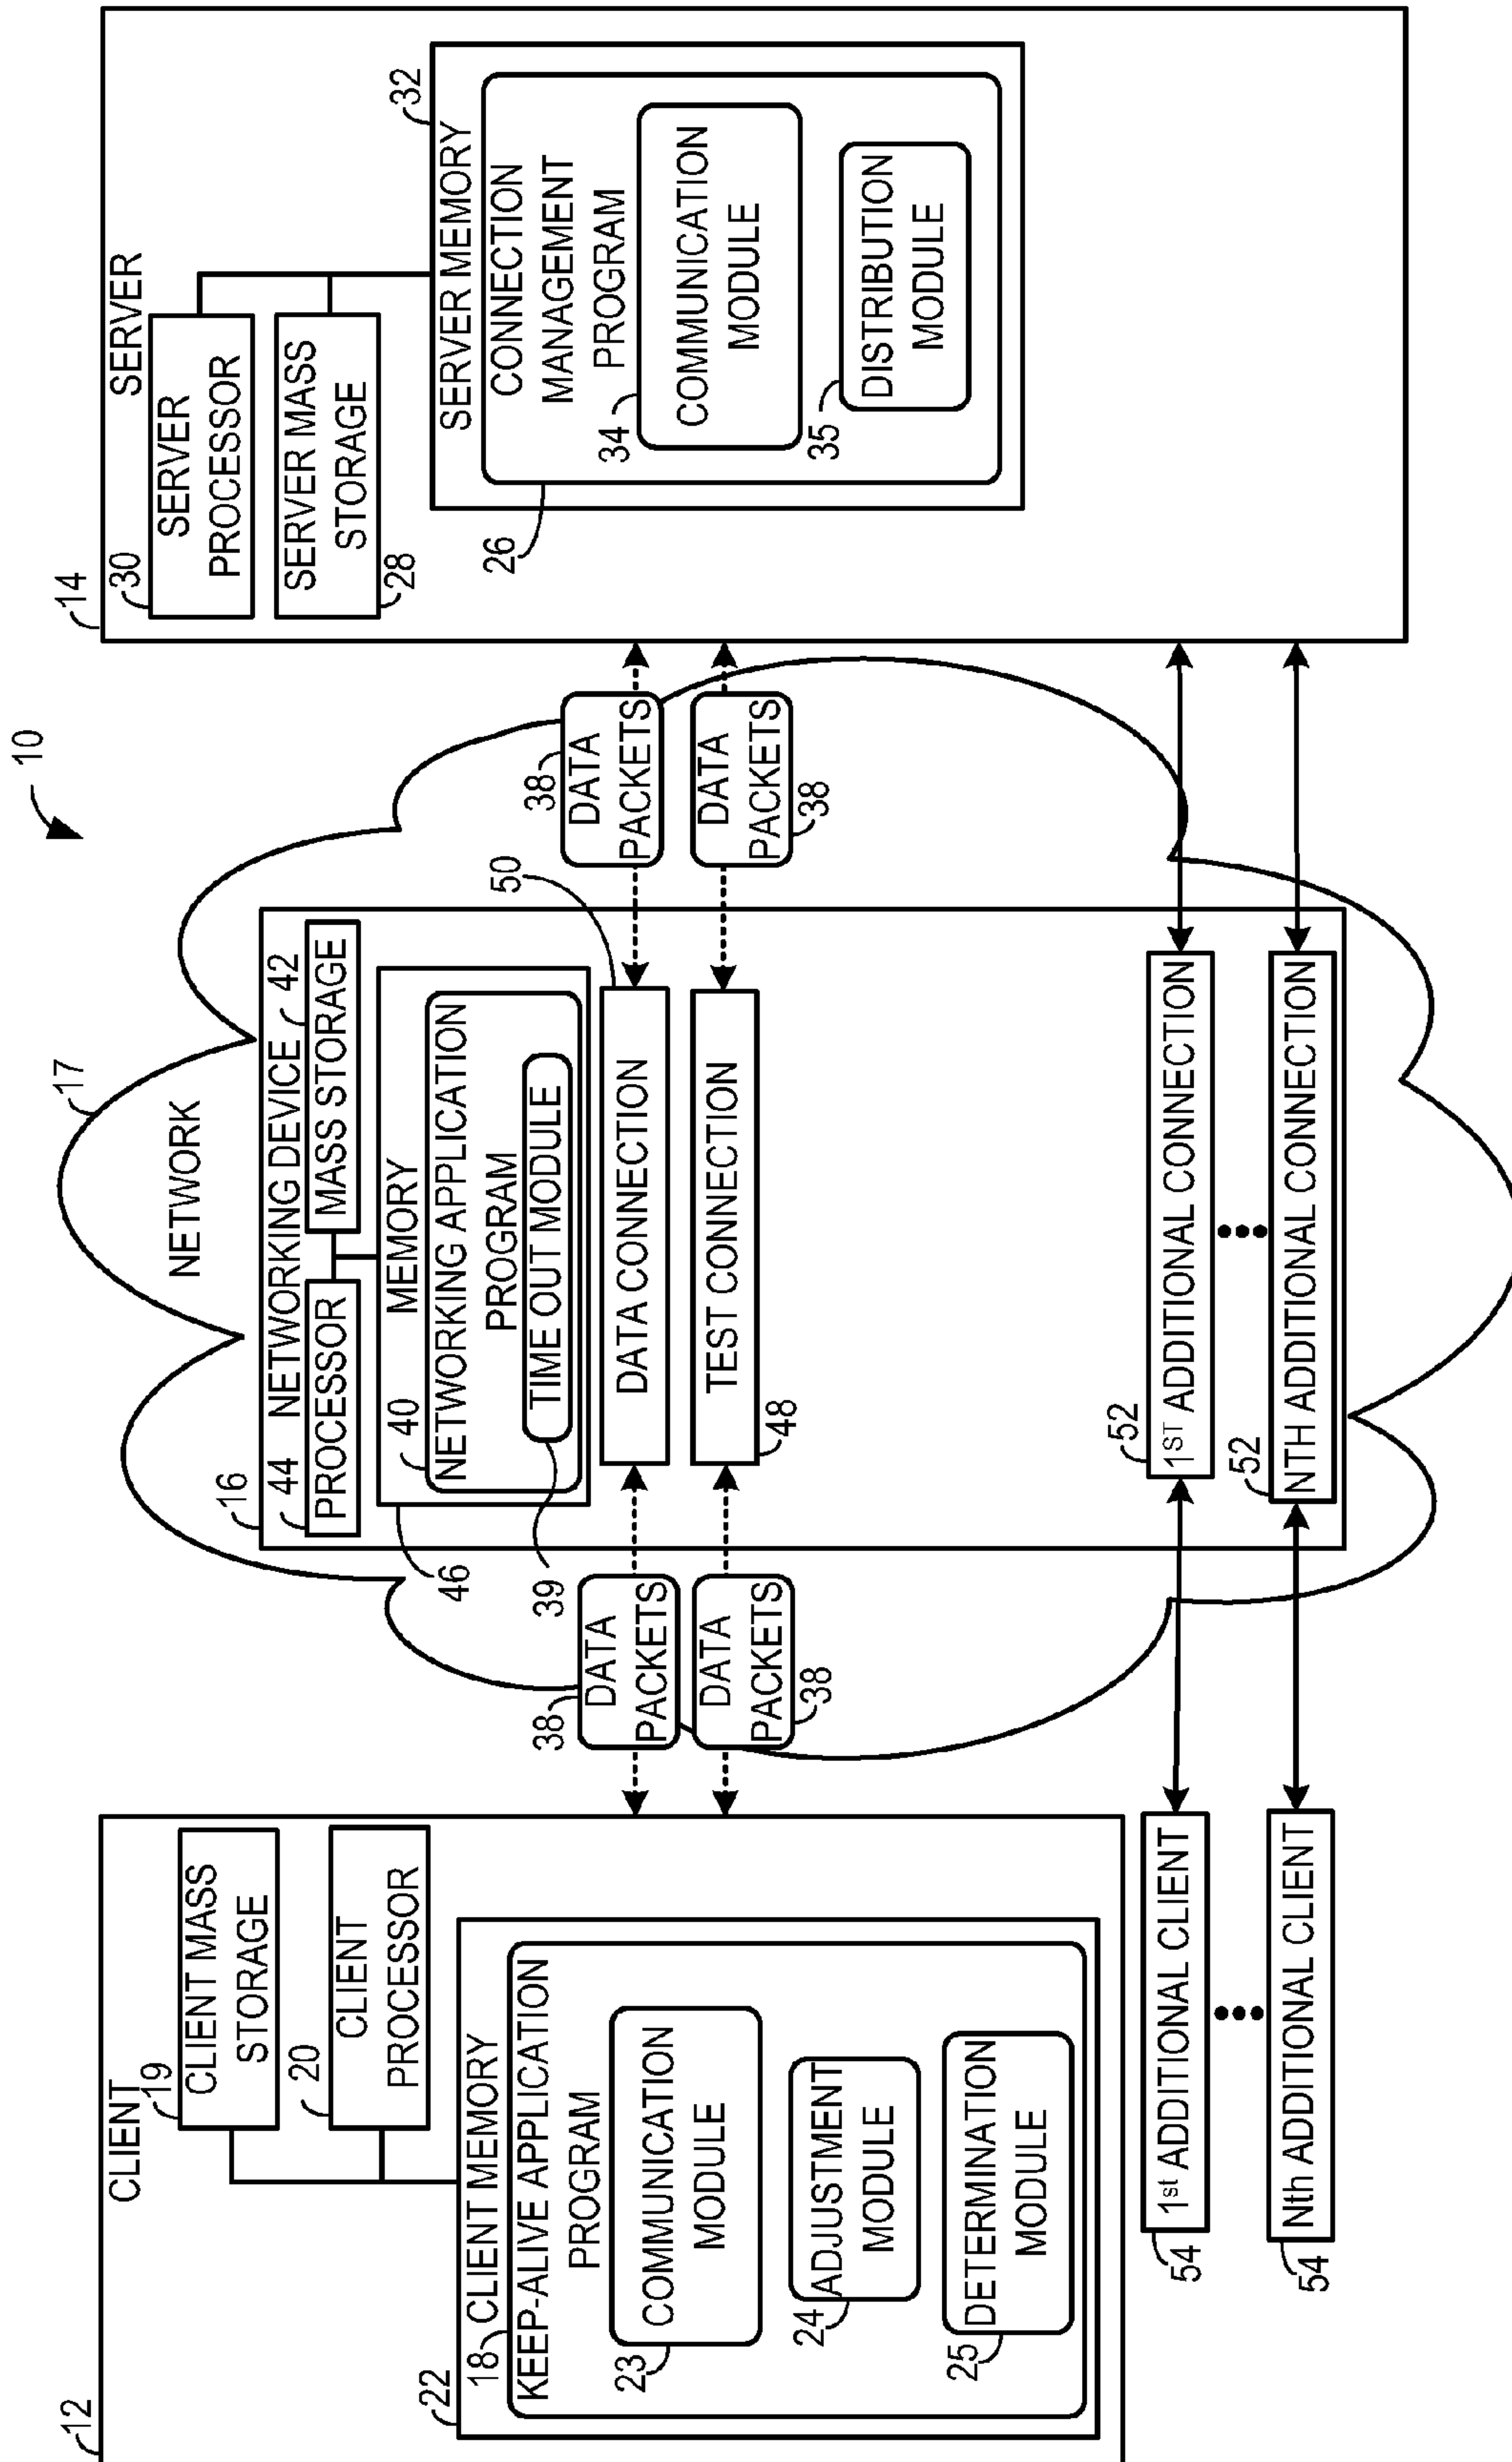 10
12
CLIENT
19
CLIENT MASS
STORAGE
20
CLIENT
PROCESSOR
22
CLIENT MEMORY
18
KEEP-ALIVE APPLICATION
PROGRAM
23
COMMUNICATION
MODULE
24
ADJUSTMENT
MODULE
25
DETERMINATION
MODULE
54
1st ADDITIONAL CLIENT
54
Nth ADDITIONAL CLIENT
38
DATA
PACKETS
DATA
PACKETS
38
17
NETWORK
16
NETWORKING DEVICE
44
PROCESSOR
42
MASS STORAGE
46
MEMORY
40
NETWORKING APPLICATION
PROGRAM
TIME OUT MODULE
39
50
DATA CONNECTION
TEST CONNECTION
48
52
1ST ADDITIONAL CONNECTION
52
NTH ADDITIONAL CONNECTION
38
DATA
PACKETS
DATA
PACKETS
38
14
SERVER
30
SERVER
PROCESSOR
SERVER MASS
STORAGE
28
32
SERVER MEMORY
CONNECTION
MANAGEMENT
PROGRAM
26
34
COMMUNICATION
MODULE
35
DISTRIBUTION
MODULE